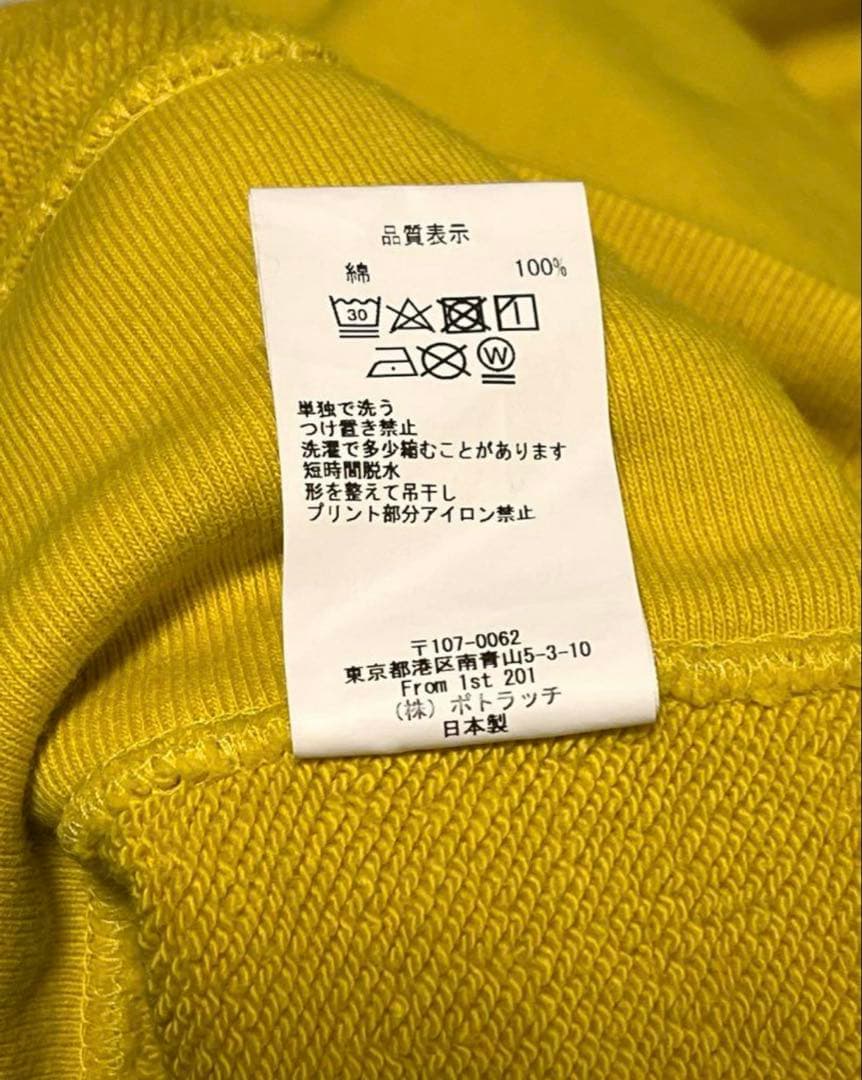 品質表示
綿 100%
30
W
単独で洗う
つけ置き禁止
洗濯で多少縮むことがあります
短時間脱水
形を整えて吊干し
プリント部分アイロン禁止
〒107-0062
東京都港区南青山5-3-10
From 1st 201
(株) ポトラッチ
日本製